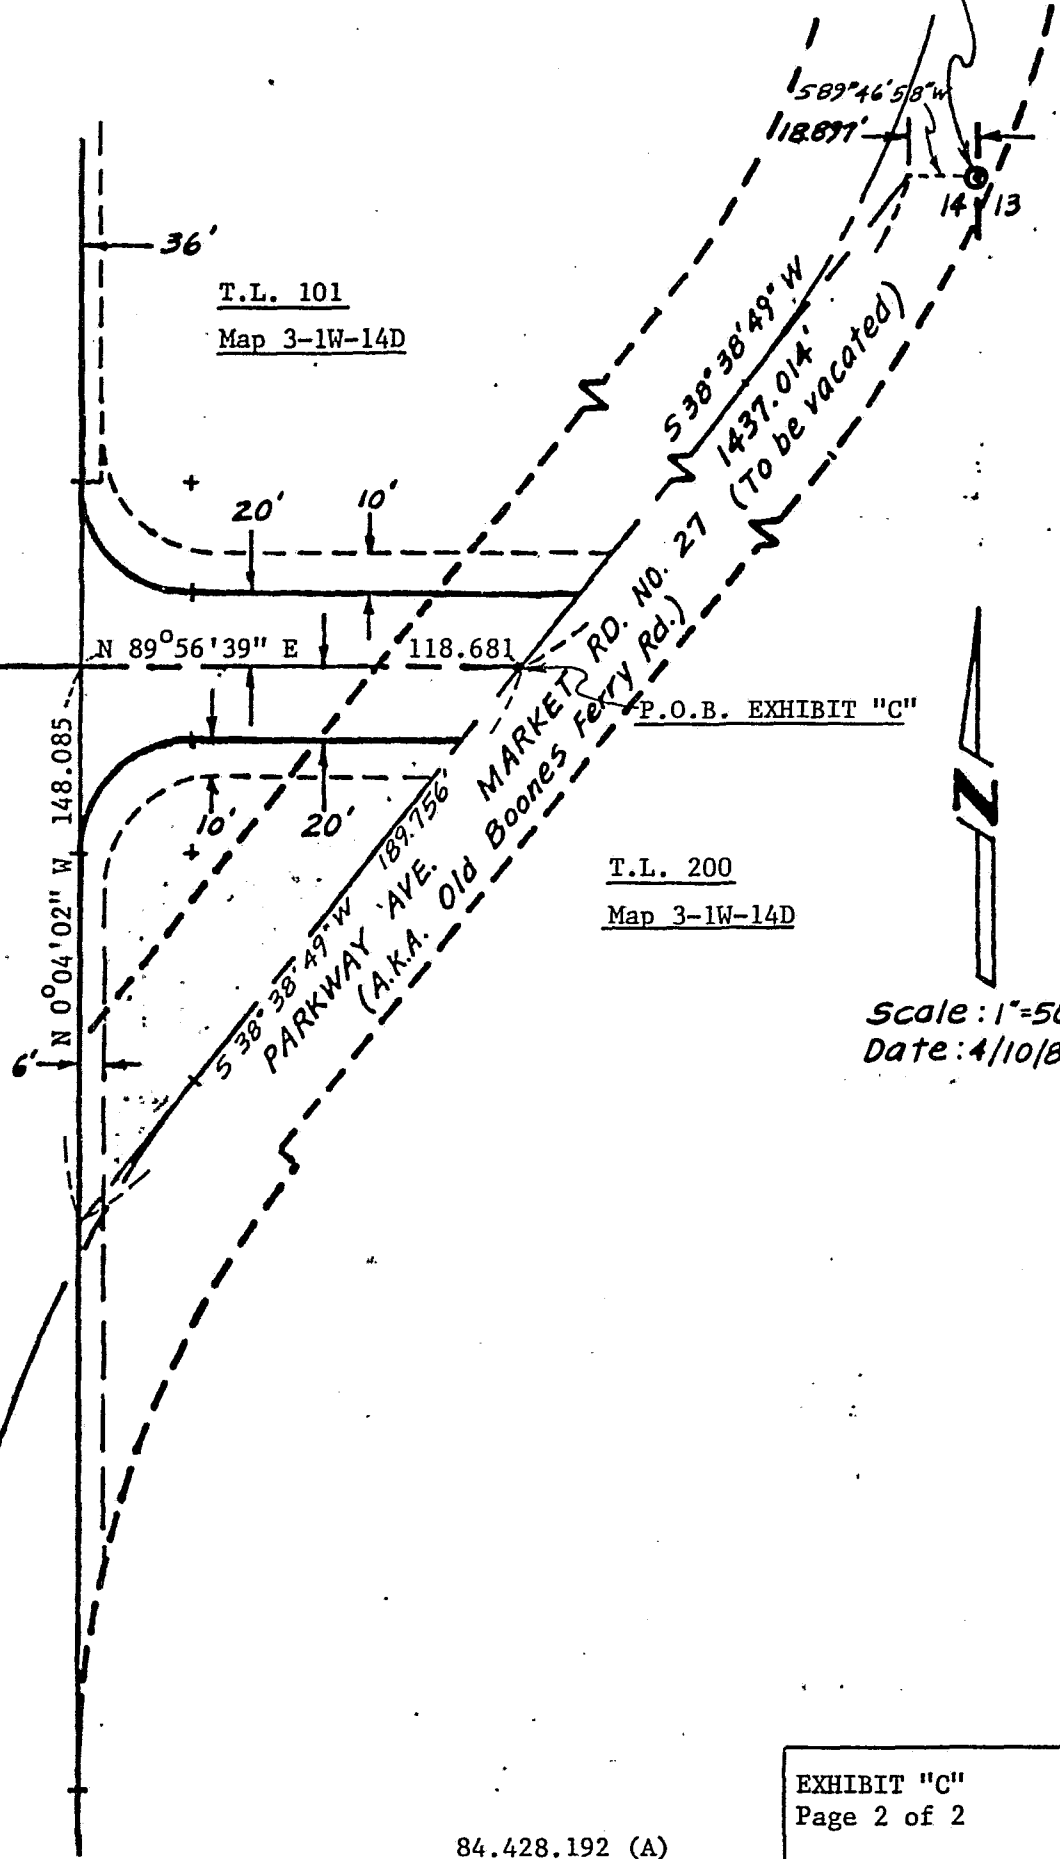 S89°46'58"W
18.897'
14 13
36'
T.L. 101
Map 3-1W-14D
S 38°38'49" W
1437.014'
(To be vacated)
20'
10'
N 89°56'39" E
118.681
MARKET RD. NO. 27
P.O.B. EXHIBIT "C"
148.085
N 0°04'02" W
10'
20'
189.756'
S 38°38'49" W
PARKWAY AVE.
(A.K.A. Old Boones Ferry Rd.)
T.L. 200
Map 3-1W-14D
N
6'
Scale: 1"=50
Date: 4/10/8
EXHIBIT "C"
Page 2 of 2
84.428.192 (A)